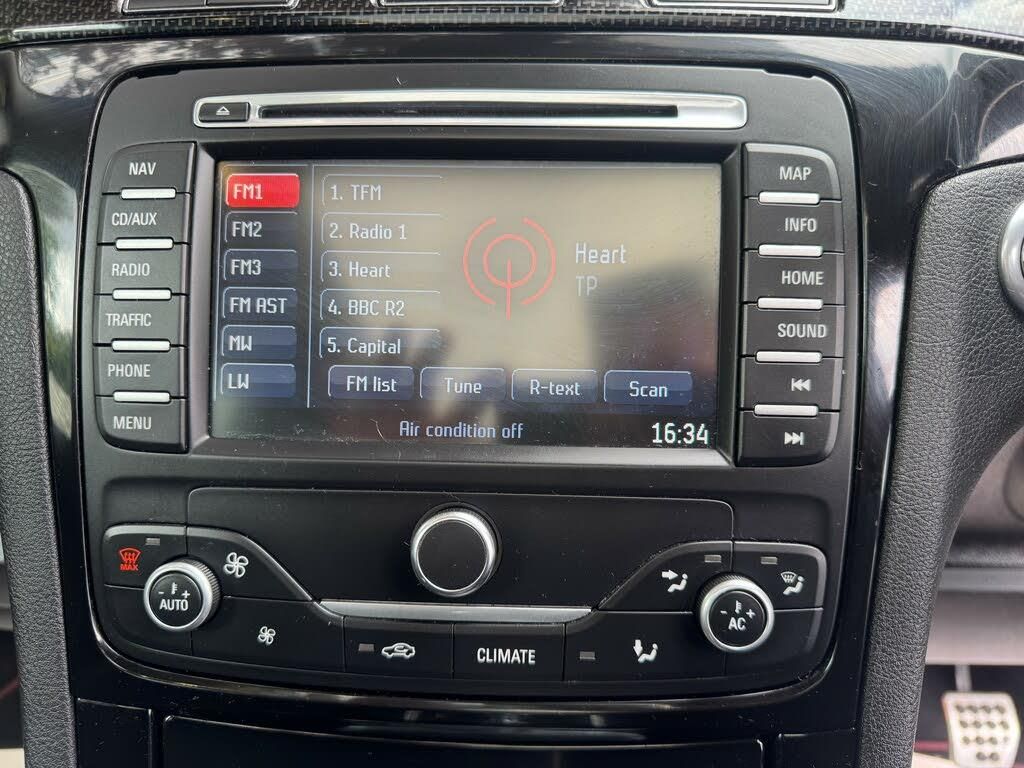 NAV
CD/AUX
RADIO
TRAFFIC
PHONE
MENU
FM1
FM2
FM3
FM AST
MW
LW
1. TFM
2. Radio 1
3. Heart
4. BBC R2
5. Capital
Heart
TP
FM list
Tune
R-text
Scan
Air condition off
16:34
MAP
INFO
HOME
SOUND
MAX
- +
AUTO
CLIMATE
- +
AC